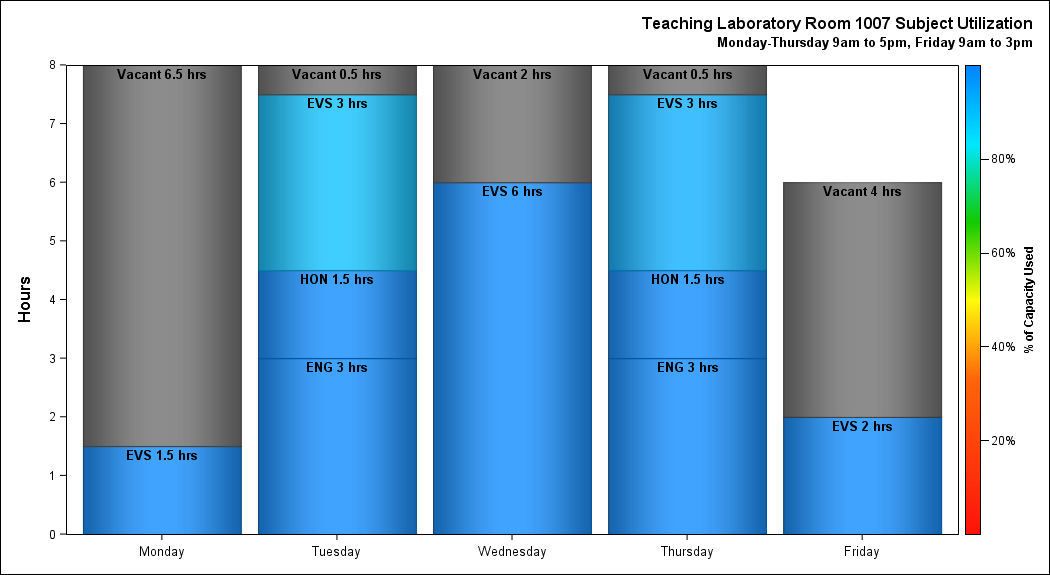 Teaching Laboratory Room 1007 Subject Utilization
Monday-Thursday 9am to 5pm, Friday 9am to 3pm
Hours
8
7
6
5
4
3
2
1
0
Vacant 6.5 hrs
EVS 1.5 hrs
Vacant 0.5 hrs
EVS 3 hrs
HON 1.5 hrs
ENG 3 hrs
Vacant 2 hrs
EVS 6 hrs
Vacant 0.5 hrs
EVS 3 hrs
HON 1.5 hrs
ENG 3 hrs
Vacant 4 hrs
EVS 2 hrs
Monday
Tuesday
Wednesday
Thursday
Friday
80%
60%
40%
20%
% of Capacity Used